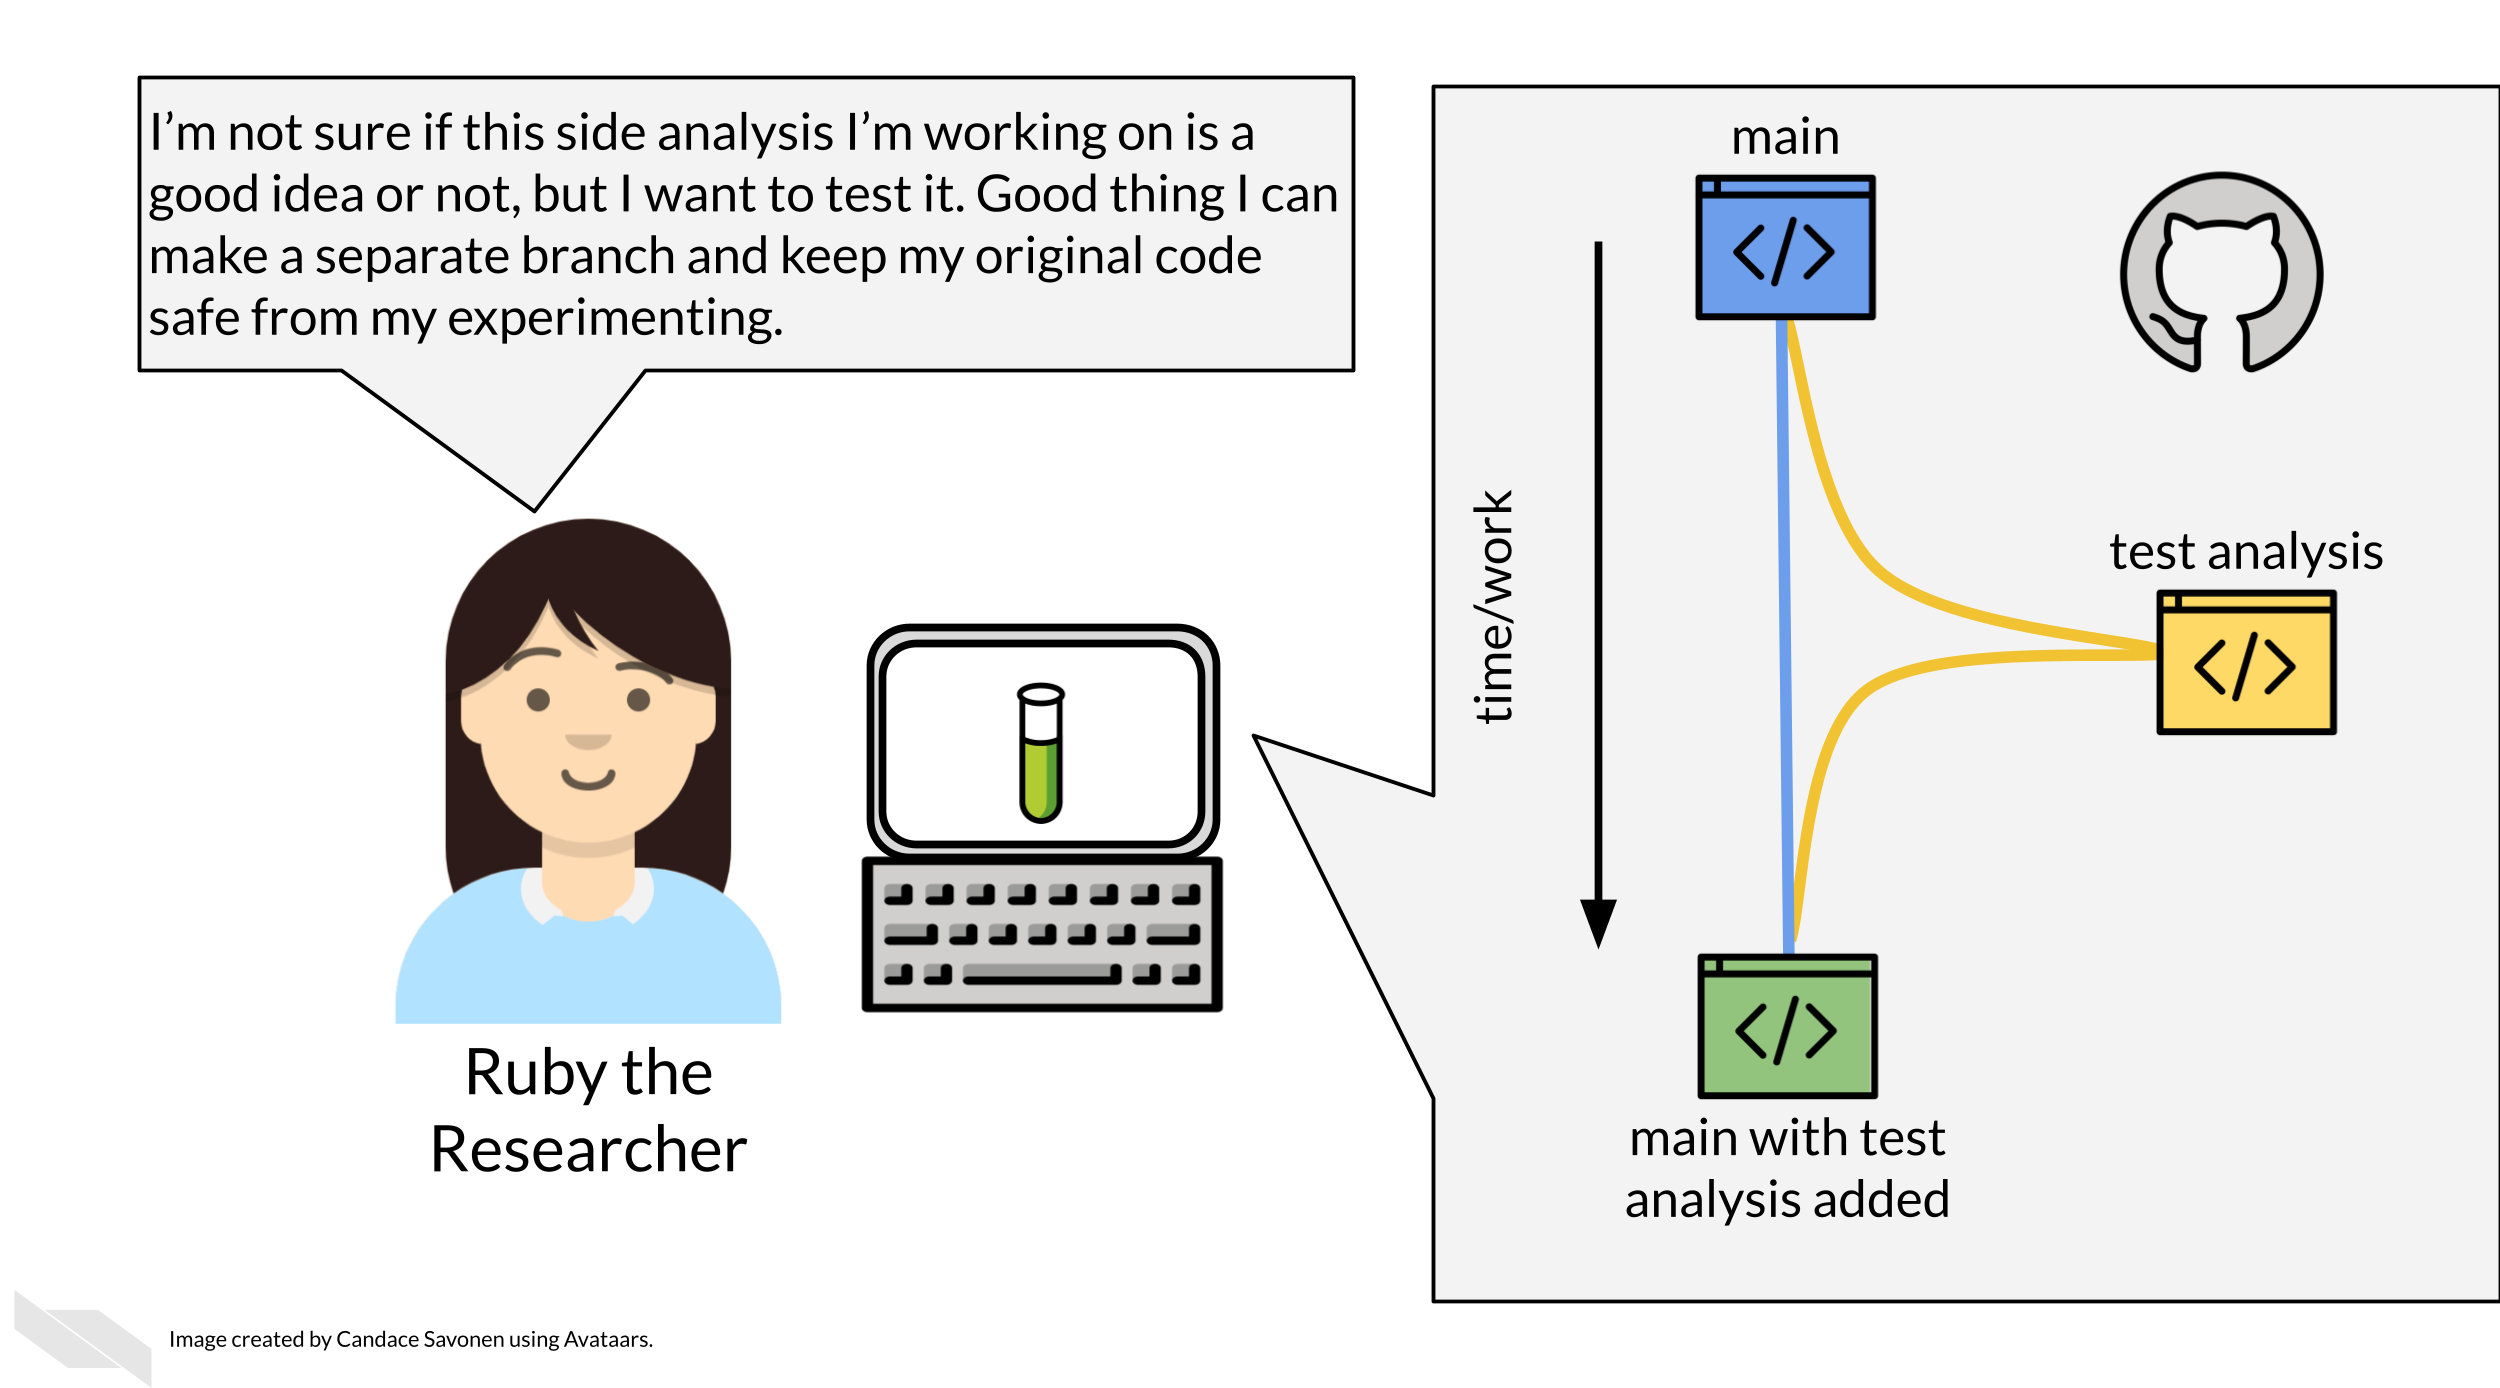 I’m not sure if this side analysis I’m working on is a
good idea or not, but I want to test it. Good thing I can
make a separate branch and keep my original code
safe from my experimenting.
Ruby the
Researcher
main
time/work
test analysis
main with test
analysis added
Image created by Candace Savonen using Avataars.